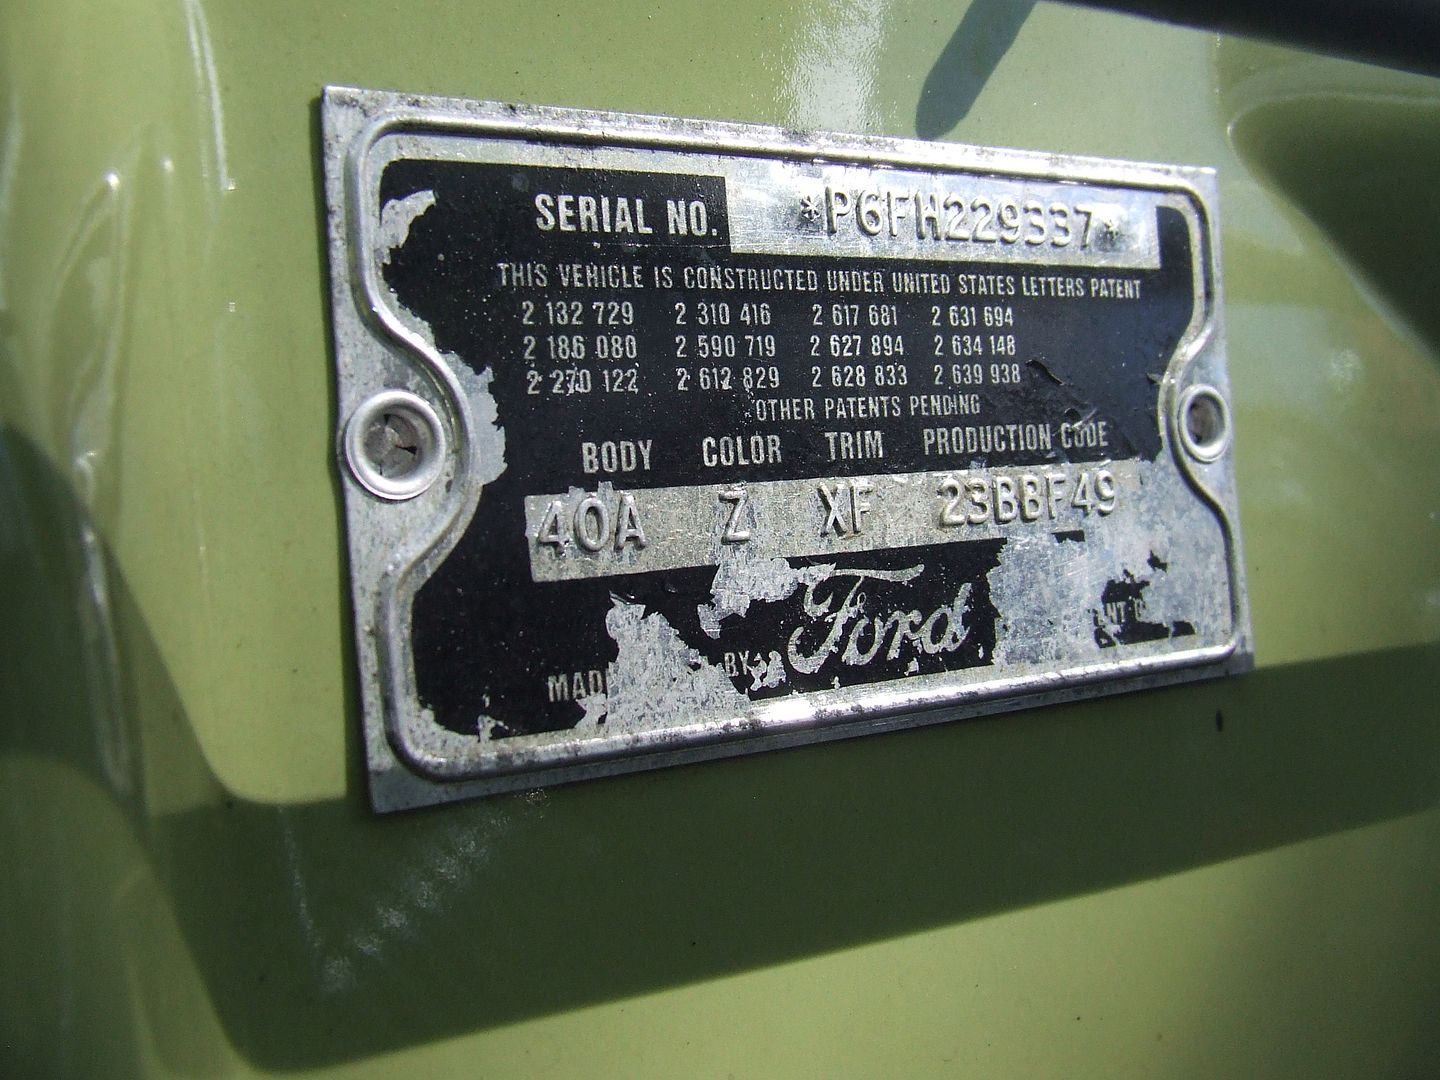 SERIAL NO. *P6FH229337*
THIS VEHICLE IS CONSTRUCTED UNDER UNITED STATES LETTERS PATENT
2 132 729 2 310 416 2 617 681 2 631 694
2 186 080 2 590 719 2 627 894 2 634 148
2 270 122 2 612 829 2 628 833 2 639 938
OTHER PATENTS PENDING
BODY COLOR TRIM PRODUCTION CODE
40A Z XF 23BBF49
BY Ford